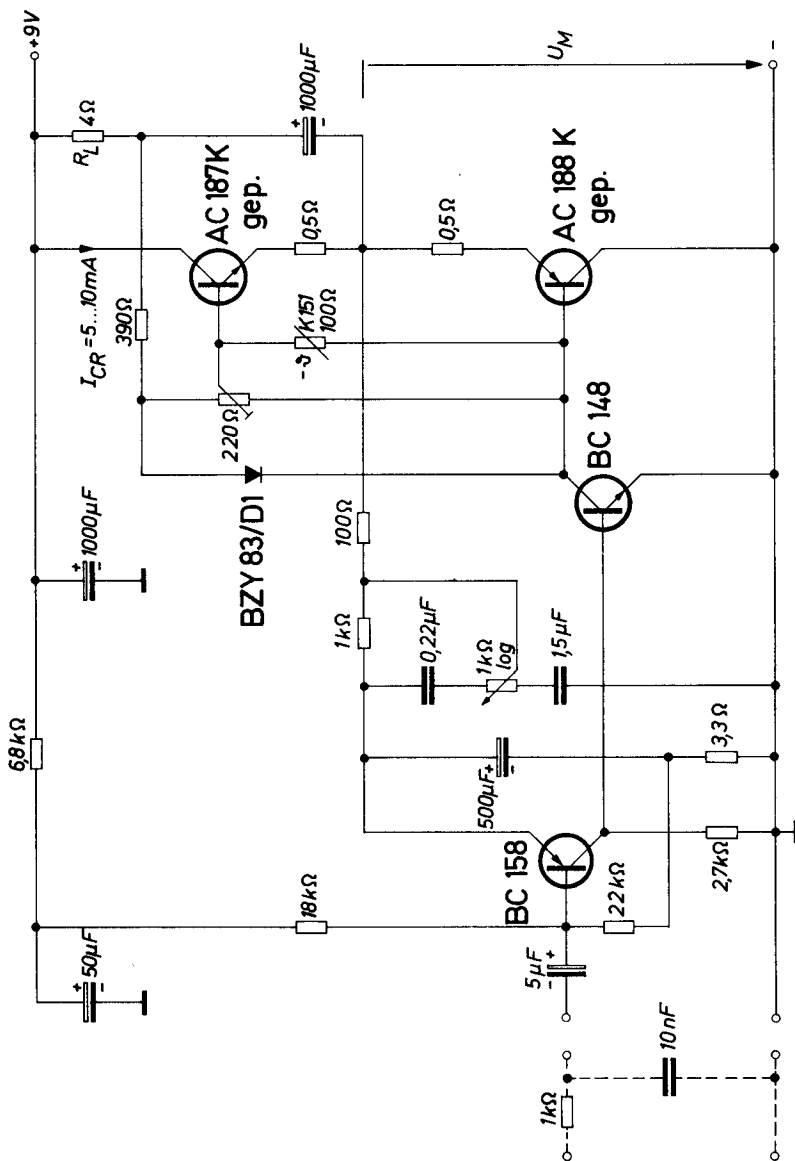 +9V
4Ω
R_L
1000µF
+
-
U_M
AC 187K
gep.
0,5Ω
I_CR = 5...10mA
390Ω
-ϑ
K151
100Ω
220Ω
0,5Ω
AC 188 K
gep.
-
1000µF
+
-
BZY 83/D1
BC 148
100Ω
1kΩ
0,22µF
1kΩ
log
1,5µF
6,8kΩ
500µF
+
-
3,3Ω
BC 158
2,7kΩ
18kΩ
22kΩ
50µF
+
-
5µF
-
+
10nF
1kΩ